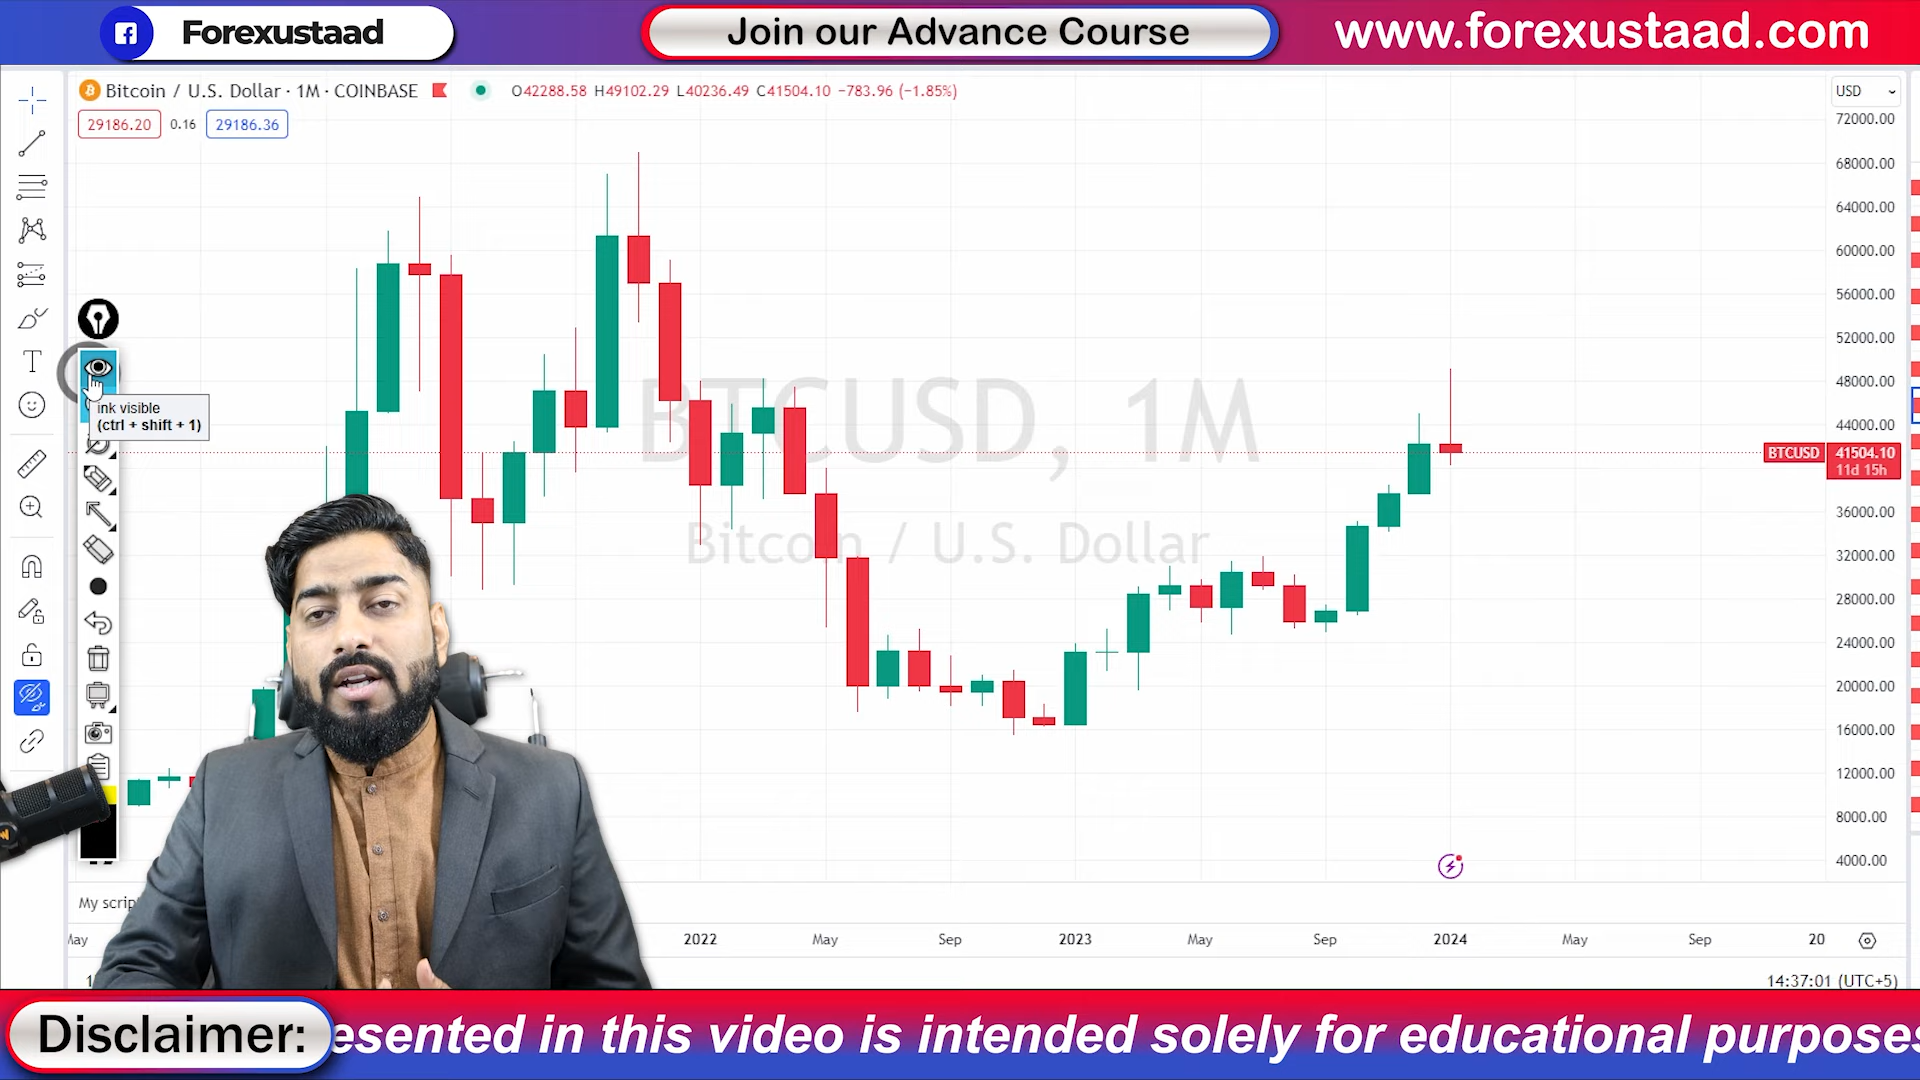 Forexustaad
Join our Advance Course
www.forexustaad.com
Bitcoin / U.S. Dollar · 1M · COINBASE
O42288.58 H49102.29 L40236.49 C41504.10 −783.96 (−1.85%)
USD
29186.20 0.16 29186.36
72000.00
68000.00
64000.00
60000.00
56000.00
52000.00
48000.00
44000.00
BTCUSD 41504.10
11d 15h
36000.00
32000.00
28000.00
24000.00
20000.00
16000.00
12000.00
8000.00
4000.00
ink visible
(ctrl + shift + 1)
BTCUSD, 1M
Bitcoin / U.S. Dollar
My scrip
May 2022 May Sep 2023 May Sep 2024 May Sep 20
14:37:01 (UTC+5)
Disclaimer: esented in this video is intended solely for educational purposes